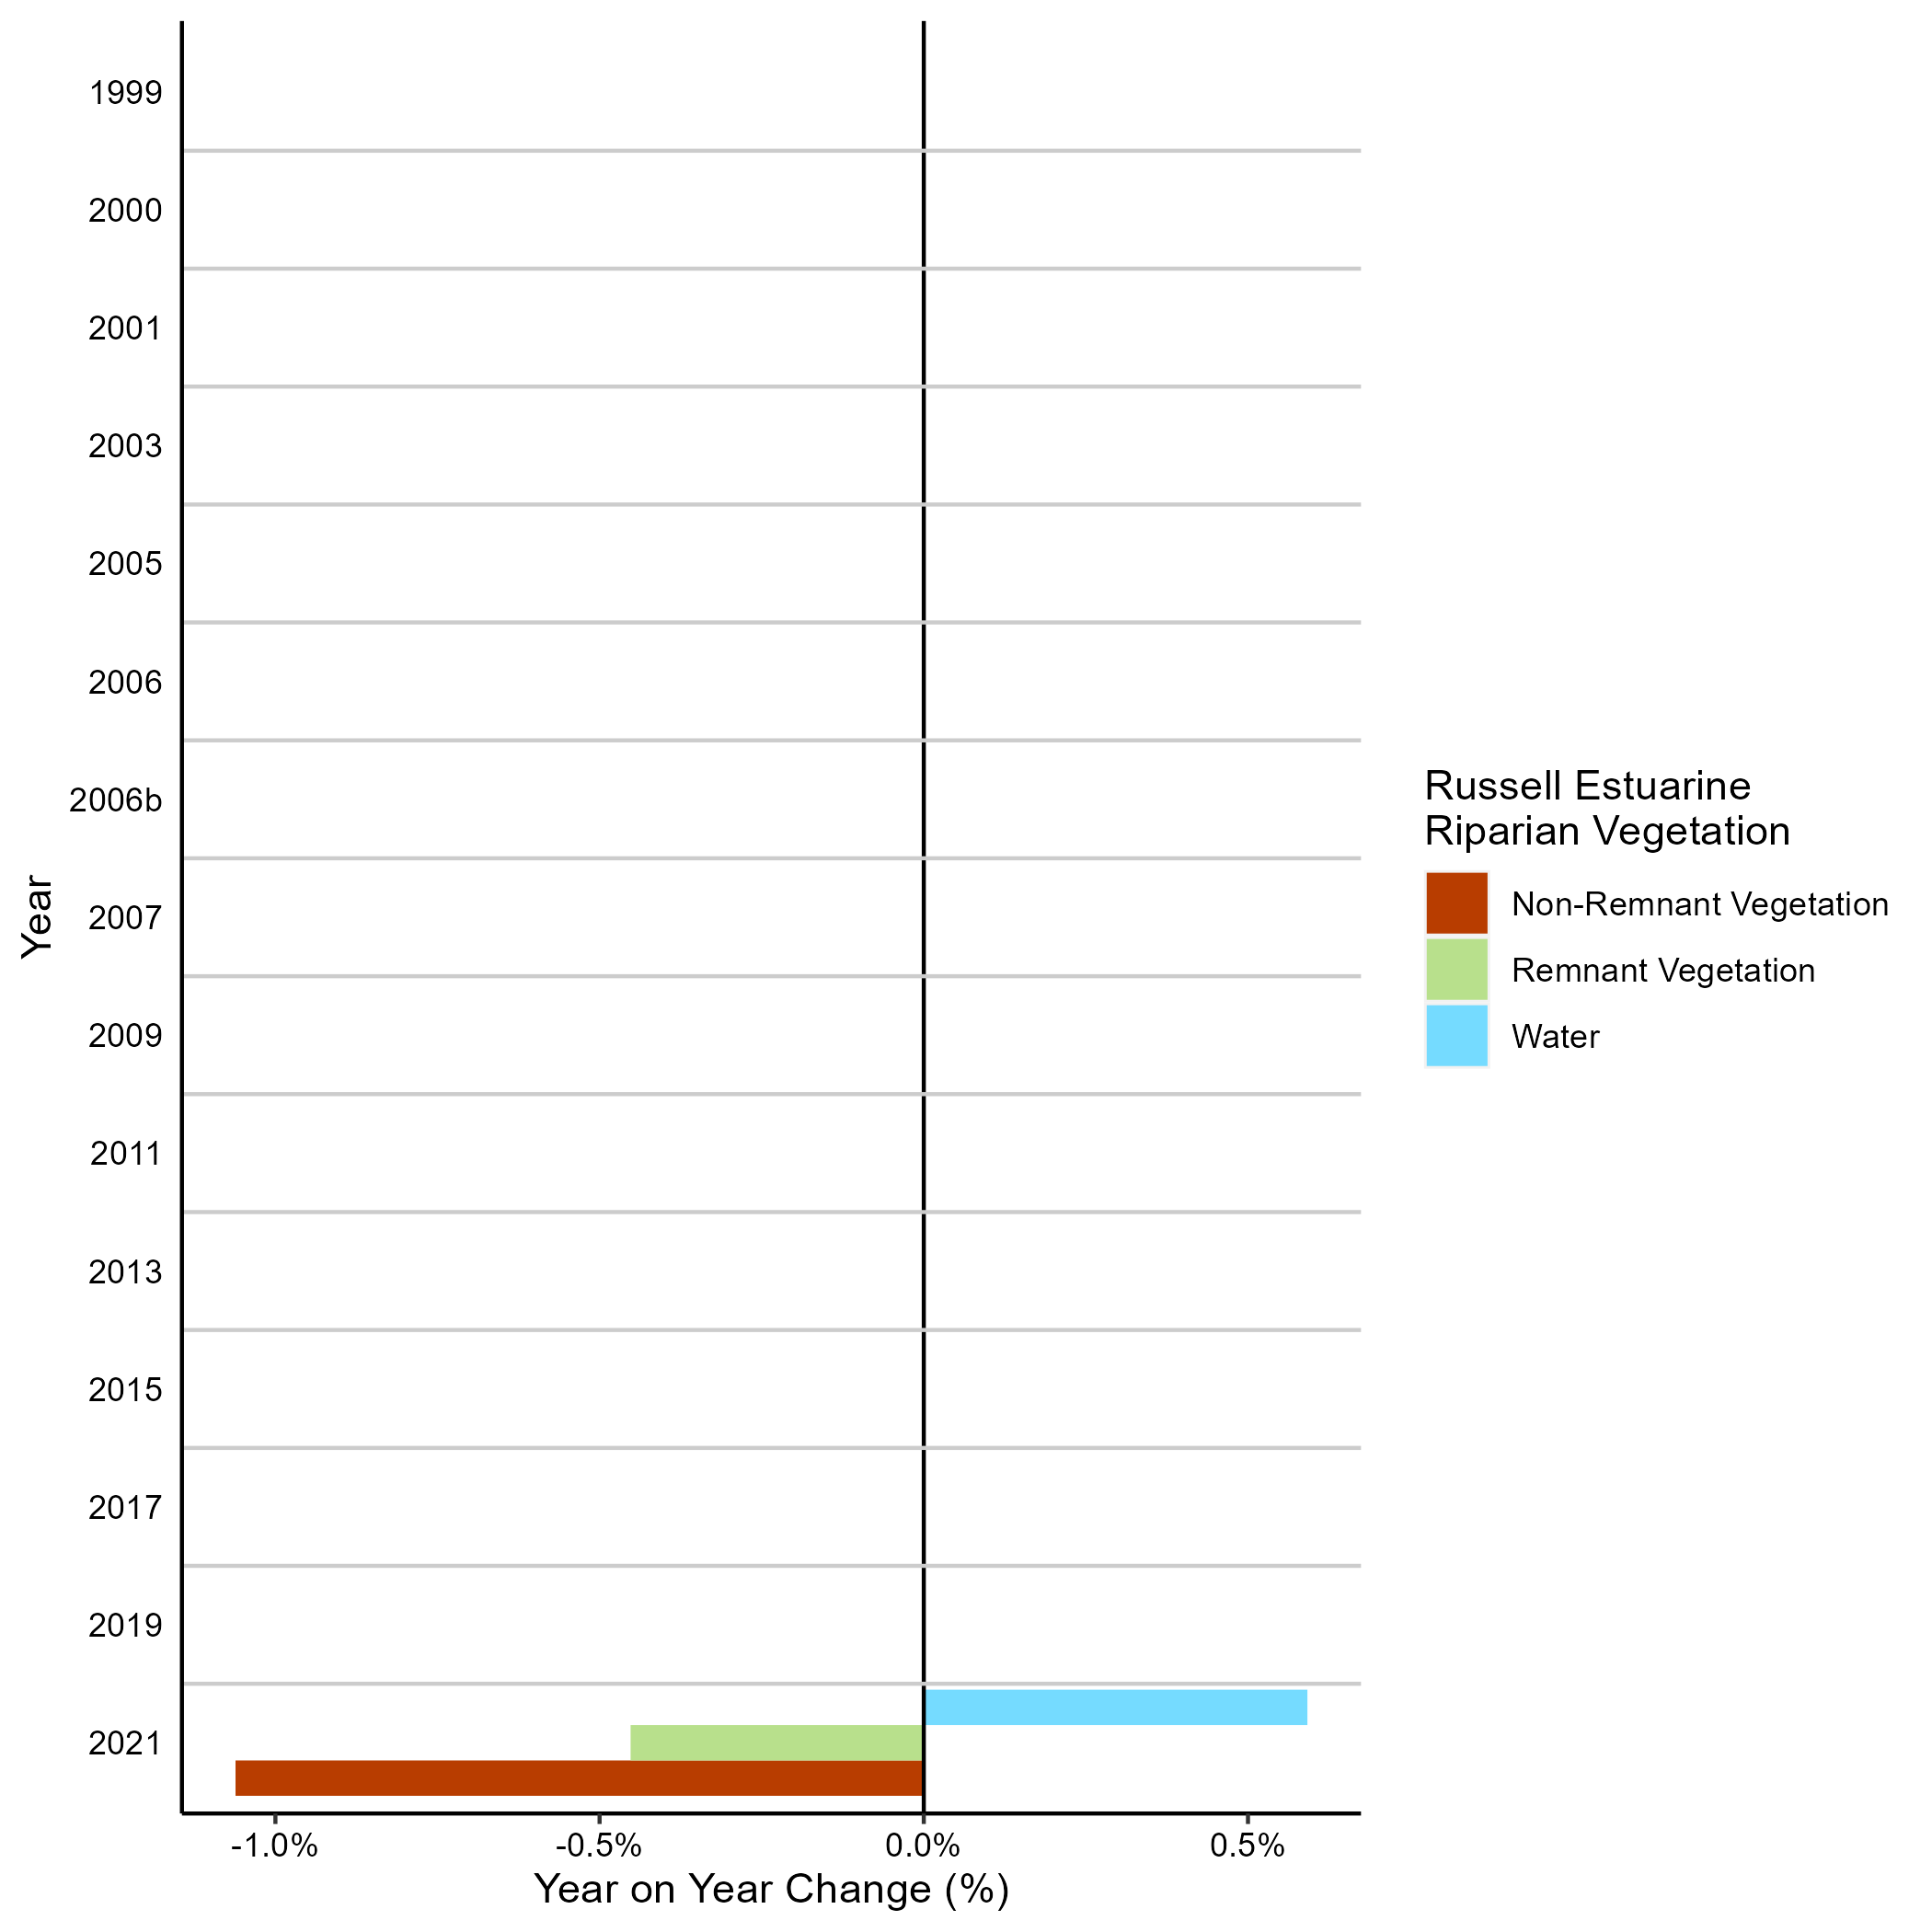 1999
2000
2001
2003
2005
2006
2006b
2007
2009
2011
2013
2015
2017
2019
2021
Year
-1.0%
-0.5%
0.0%
0.5%
Year on Year Change (%)
Russell Estuarine
Riparian Vegetation
Non-Remnant Vegetation
Remnant Vegetation
Water